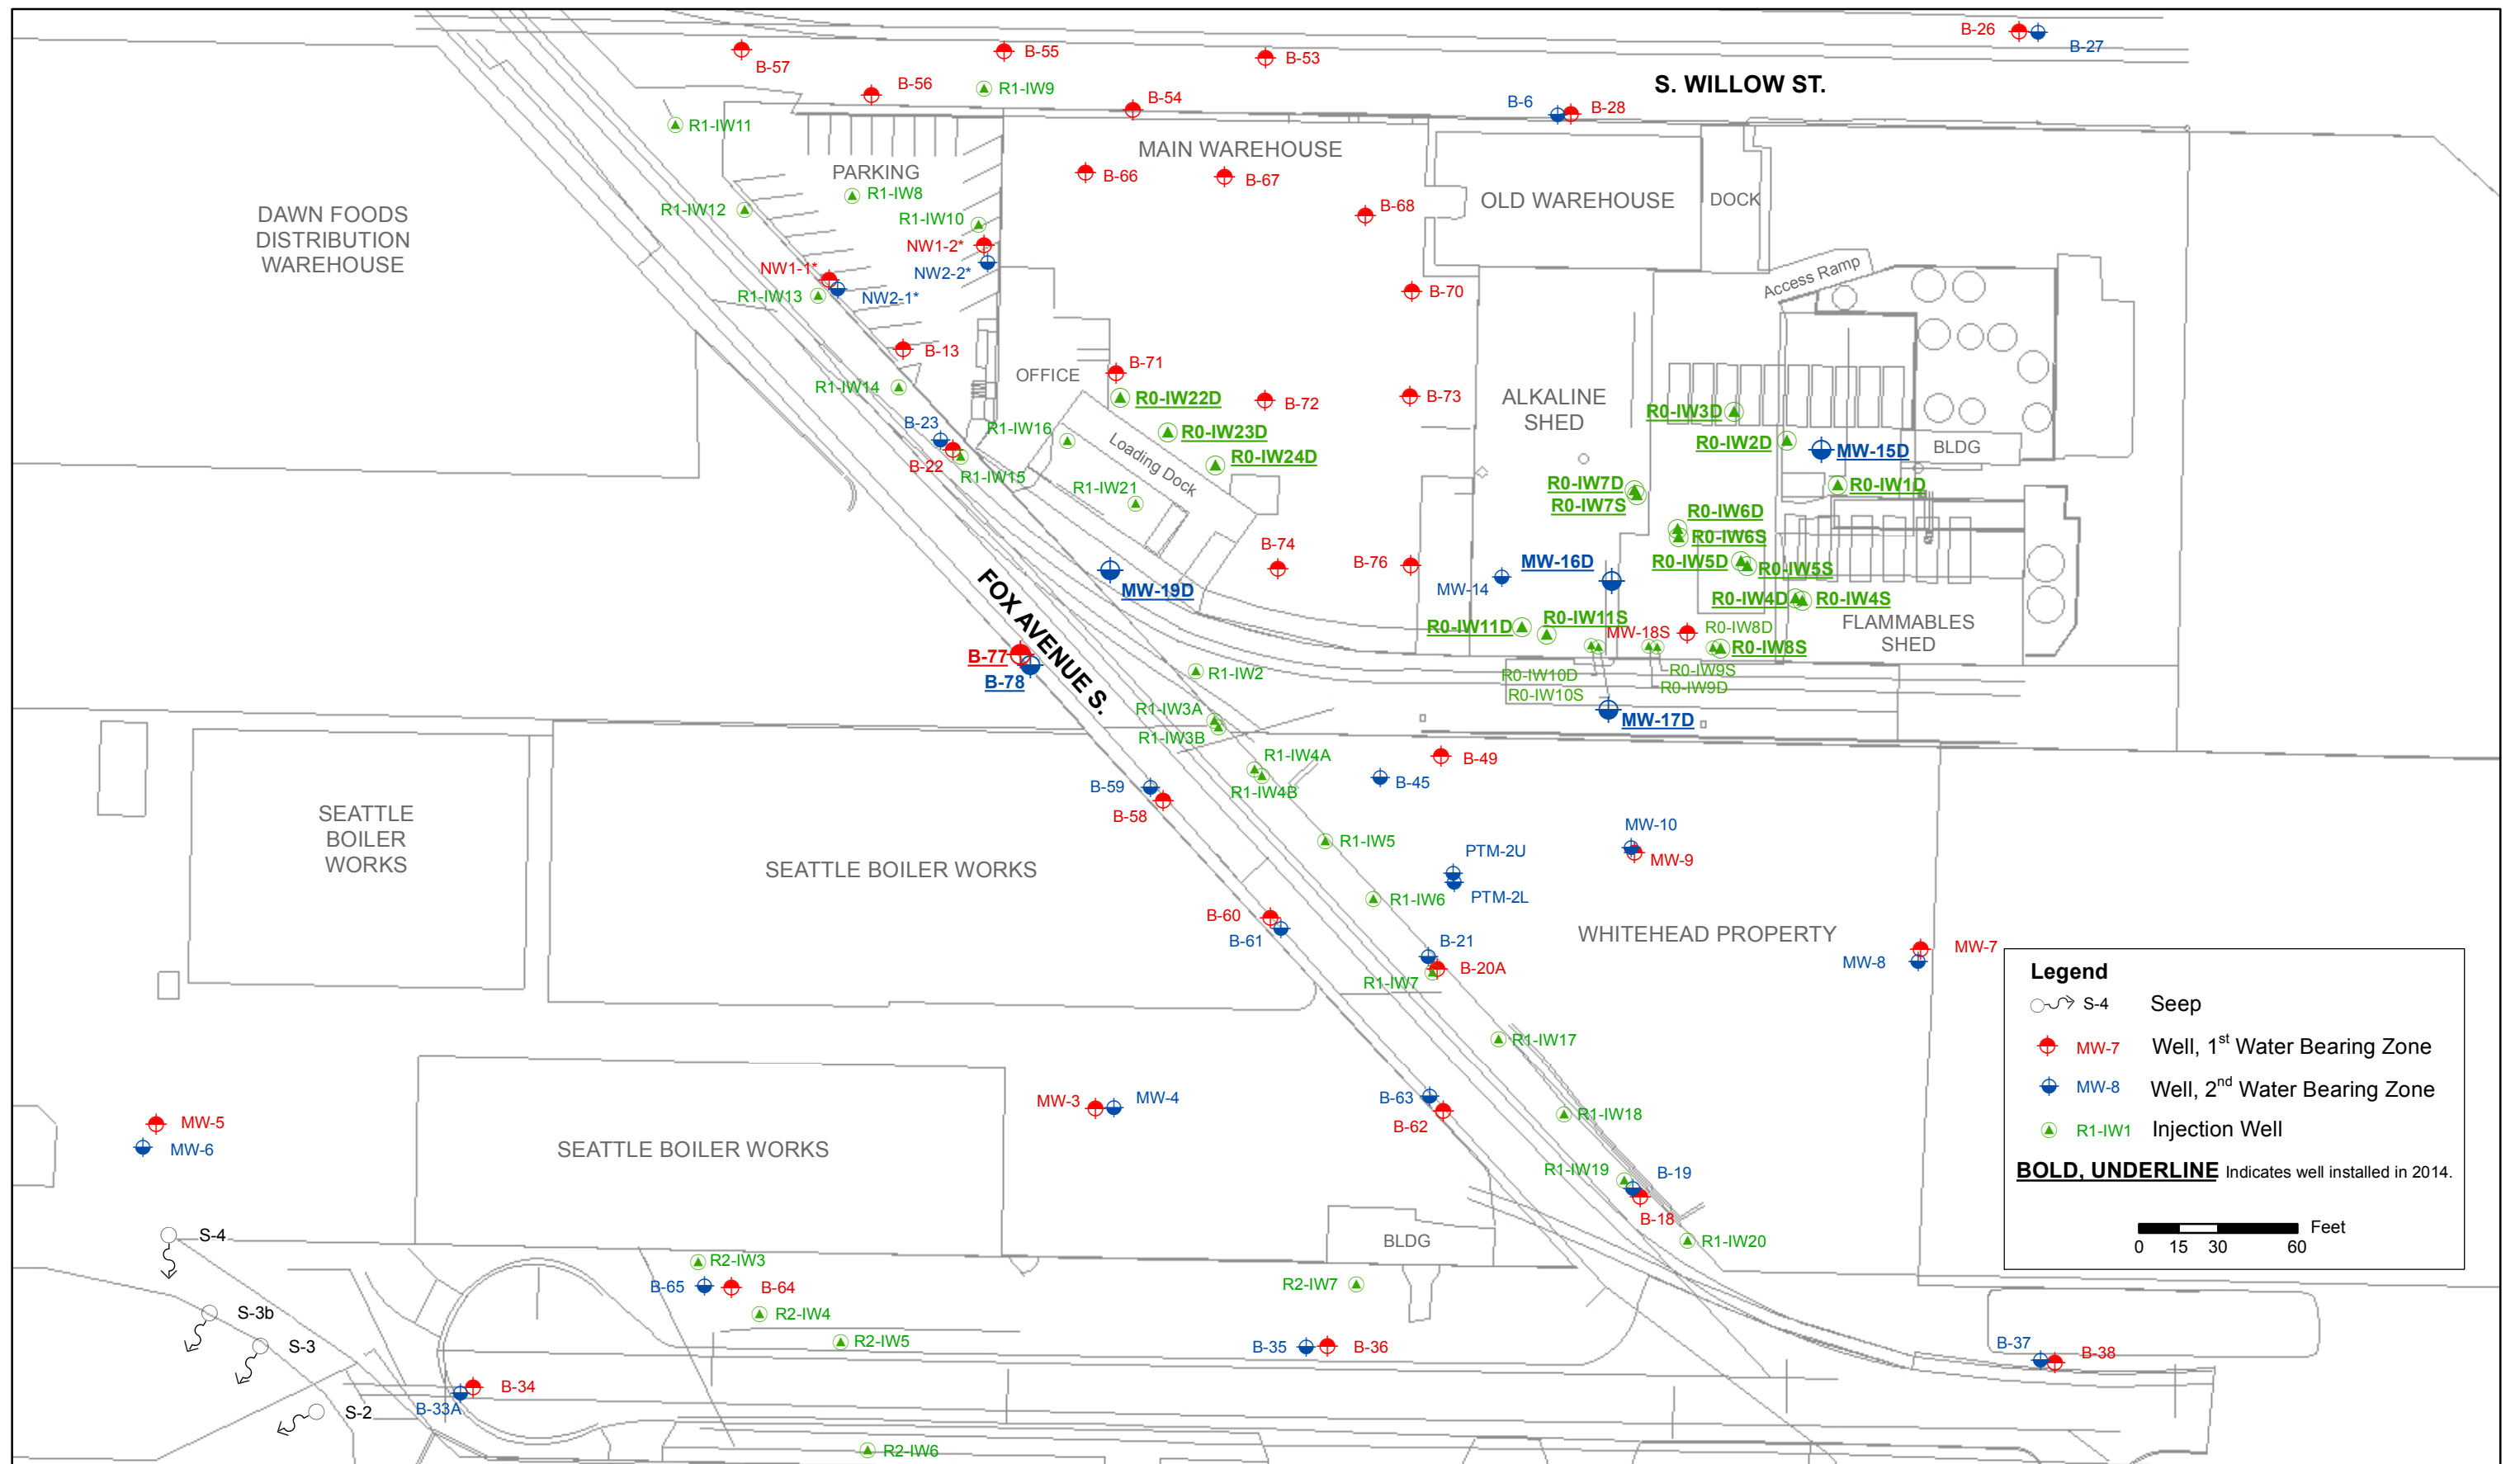 B-26
B-27
B-57
B-55
B-53
S. WILLOW ST.
B-56
R1-IW9
B-54
B-6
B-28
R1-IW11
MAIN WAREHOUSE
PARKING
B-66
B-67
R1-IW8
R1-IW12
R1-IW10
B-68
OLD WAREHOUSE
DOCK
DAWN FOODS
DISTRIBUTION
WAREHOUSE
NW1-2*
NW2-2*
NW1-1*
R1-IW13
NW2-1*
Access Ramp
B-70
B-13
B-71
OFFICE
R1-IW14
R0-IW22D
B-72
B-73
ALKALINE
SHED
R0-IW3D
B-23
R1-IW16
R0-IW23D
R0-IW2D
MW-15D
BLDG
B-22
R1-IW15
Loading Dock
R0-IW24D
R1-IW21
R0-IW7D
R0-IW7S
R0-IW1D
R0-IW6D
R0-IW6S
B-74
B-76
MW-16D
R0-IW5D
R0-IW5S
MW-14
MW-19D
R0-IW4D
R0-IW4S
FOX AVENUE S.
R0-IW11D
R0-IW11S
MW-18S
R0-IW8D
R0-IW8S
FLAMMABLES
SHED
B-77
B-78
R1-IW2
R0-IW10D
R0-IW9S
R0-IW10S
R0-IW9D
R1-IW3A
R1-IW3B
MW-17D
R1-IW4A
R1-IW4B
B-49
B-45
B-59
B-58
SEATTLE
BOILER
WORKS
SEATTLE BOILER WORKS
R1-IW5
MW-10
MW-9
PTM-2U
PTM-2L
R1-IW6
B-60
B-61
WHITEHEAD PROPERTY
B-21
B-20A
R1-IW7
MW-7
MW-8
Legend
S-4 Seep
MW-7 Well, 1st Water Bearing Zone
MW-8 Well, 2nd Water Bearing Zone
R1-IW1 Injection Well
BOLD, UNDERLINE Indicates well installed in 2014.
Feet
0 15 30 60
R1-IW17
B-63
B-62
R1-IW18
MW-3
MW-4
MW-5
MW-6
SEATTLE BOILER WORKS
R1-IW19
B-19
B-18
R1-IW20
S-4
BLDG
R2-IW3
B-65
B-64
R2-IW7
R2-IW4
S-3b
R2-IW5
S-3
B-35
B-36
B-37
B-38
B-34
B-33A
S-2
R2-IW6